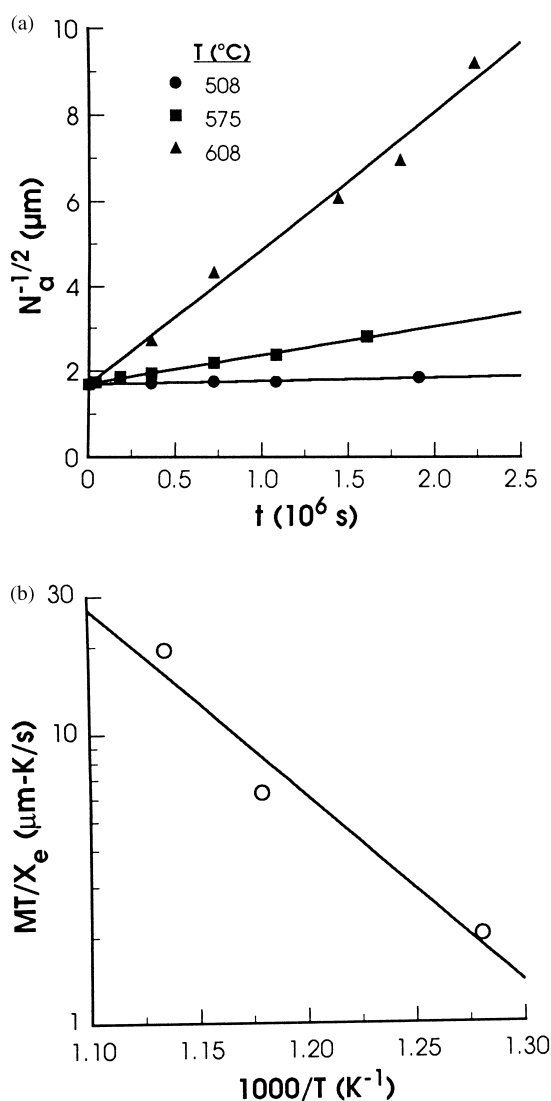 (a)
10
8
6
4
2
0
N_a^{-1/2} (μm)
T (°C)
508
575
608
0 0.5 1.0 1.5 2.0 2.5
t (10^6 s)
(b)
30
10
1
MT/X_e (μm-K/s)
1.10 1.15 1.20 1.25 1.30
1000/T (K^{-1})